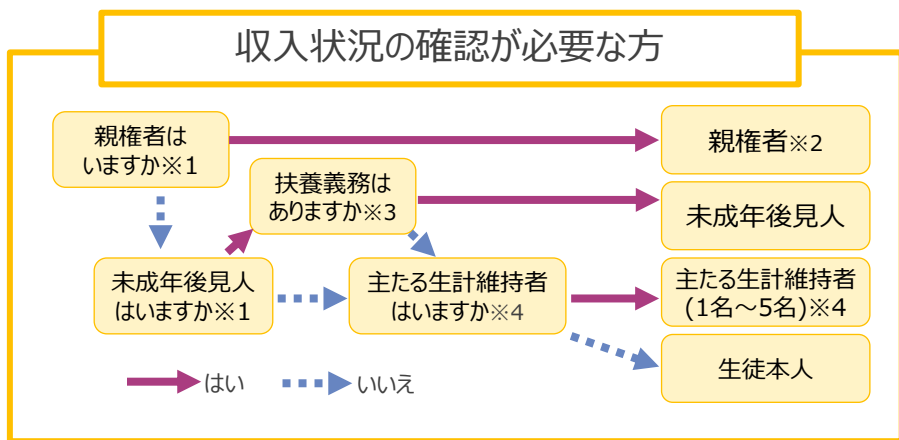 収入状況の確認が必要な方
親権者は
いますか※1
親権者※2
扶養義務は
ありますか※3
未成年後見人
未成年後見人
はいますか※1
主たる生計維持者
はいますか※4
主たる生計維持者
(1名～5名)※4
生徒本人
はい
いいえ